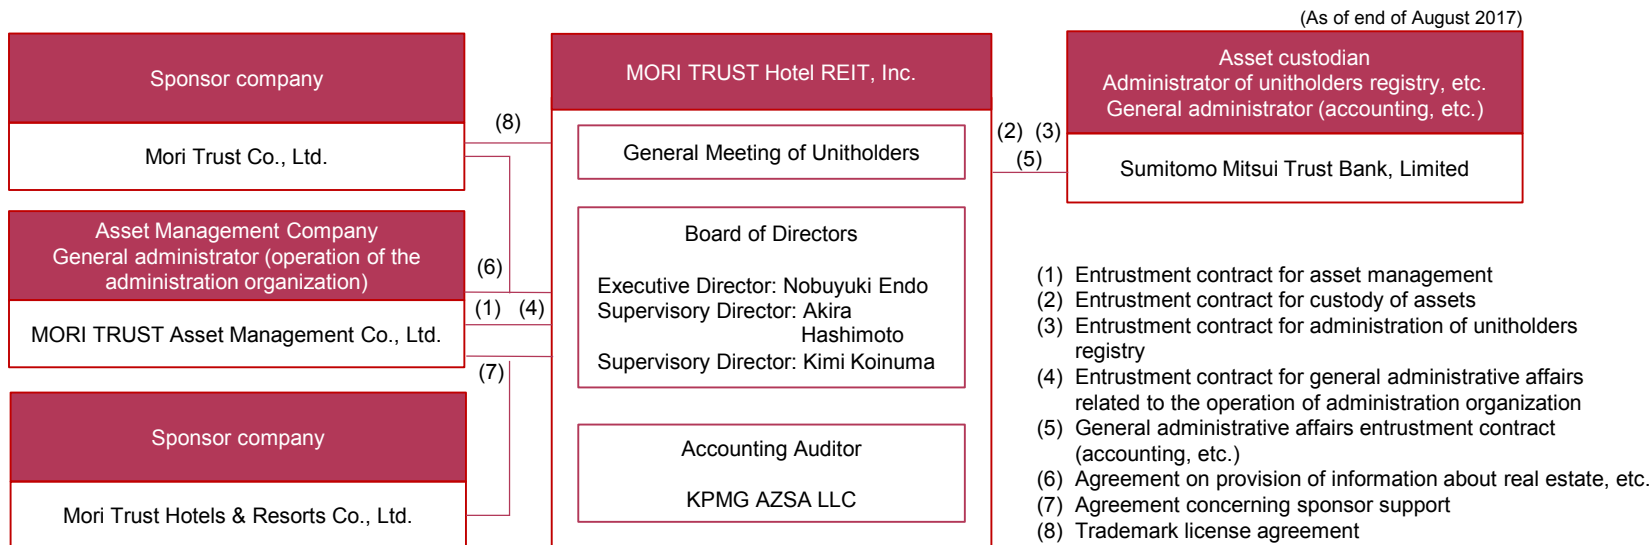 (As of end of August 2017)
Sponsor company
Mori Trust Co., Ltd.
(8)
Asset Management Company
General administrator (operation of the
administration organization)
MORI TRUST Asset Management Co., Ltd.
(6)
(1) (4)
(7)
Sponsor company
Mori Trust Hotels & Resorts Co., Ltd.
MORI TRUST Hotel REIT, Inc.
General Meeting of Unitholders
Board of Directors
Executive Director: Nobuyuki Endo
Supervisory Director: Akira
Hashimoto
Supervisory Director: Kimi Koinuma
Accounting Auditor
KPMG AZSA LLC
(2) (3)
(5)
Asset custodian
Administrator of unitholders registry, etc.
General administrator (accounting, etc.)
Sumitomo Mitsui Trust Bank, Limited
(1) Entrustment contract for asset management
(2) Entrustment contract for custody of assets
(3) Entrustment contract for administration of unitholders
registry
(4) Entrustment contract for general administrative affairs
related to the operation of administration organization
(5) General administrative affairs entrustment contract
(accounting, etc.)
(6) Agreement on provision of information about real estate, etc.
(7) Agreement concerning sponsor support
(8) Trademark license agreement